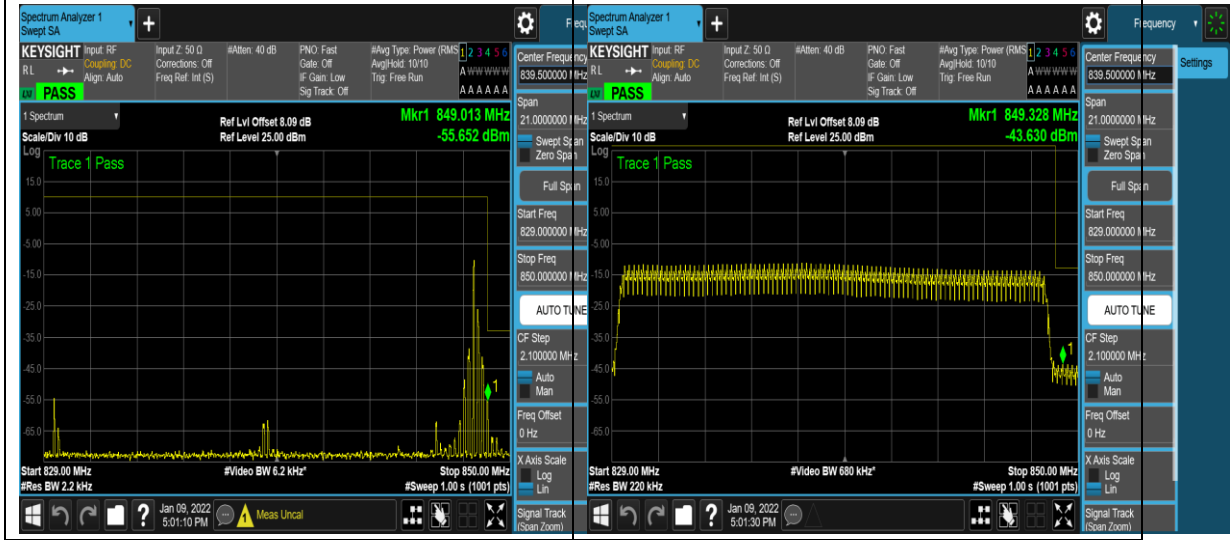 Spectrum Analyzer 1
Swept SA
KEYSIGHT
RL
Input: RF
Coupling: DC
Align: Auto
Input Z: 50 Ω
Corrections: Off
Freq Ref: Int (S)
#Atten: 40 dB
PNO: Fast
Gate: Off
IF Gain: Low
Sig Track: Off
#Avg Type: Power (RMS
Avg|Hold: 10/10
Trig: Free Run
1 2 3 4 5 6
A W W W W W
A A A A A A
PASS
1 Spectrum
Scale/Div 10 dB
Log
Ref Lvl Offset 8.09 dB
Ref Level 25.00 dBm
Mkr1 849.013 MHz
-55.652 dBm
Trace 1 Pass
15.0
5.00
-5.00
-15.0
-25.0
-35.0
-45.0
-55.0
-65.0
1
Start 829.00 MHz
#Res BW 2.2 kHz
#Video BW 6.2 kHz*
Stop 850.00 MHz
#Sweep 1.00 s (1001 pts)
?
Jan 09, 2022
5:01:10 PM
1
Meas Uncal
Frequ
Center Frequency
839.500000 MHz
Span
21.0000000 MHz
Swept Span
Zero Span
Full Span
Start Freq
829.000000 MHz
Stop Freq
850.000000 MHz
AUTO TUNE
CF Step
2.100000 MHz
Auto
Man
Freq Offset
0 Hz
X Axis Scale
Log
Lin
Signal Track
(Span Zoom)
Spectrum Analyzer 1
Swept SA
KEYSIGHT
RL
Input: RF
Coupling: DC
Align: Auto
Input Z: 50 Ω
Corrections: Off
Freq Ref: Int (S)
#Atten: 40 dB
PNO: Fast
Gate: Off
IF Gain: Low
Sig Track: Off
#Avg Type: Power (RMS
Avg|Hold: 10/10
Trig: Free Run
1 2 3 4 5 6
A W W W W W
A A A A A A
PASS
1 Spectrum
Scale/Div 10 dB
Log
Ref Lvl Offset 8.09 dB
Ref Level 25.00 dBm
Mkr1 849.328 MHz
-43.630 dBm
Trace 1 Pass
15.0
5.00
-5.00
-15.0
-25.0
-35.0
-45.0
-55.0
-65.0
1
Start 829.00 MHz
#Res BW 220 kHz
#Video BW 680 kHz*
Stop 850.00 MHz
#Sweep 1.00 s (1001 pts)
?
Jan 09, 2022
5:01:30 PM
Frequency
Settings
Center Frequency
839.500000 MHz
Span
21.0000000 MHz
Swept Span
Zero Span
Full Span
Start Freq
829.000000 MHz
Stop Freq
850.000000 MHz
AUTO TUNE
CF Step
2.100000 MHz
Auto
Man
Freq Offset
0 Hz
X Axis Scale
Log
Lin
Signal Track
(Span Zoom)